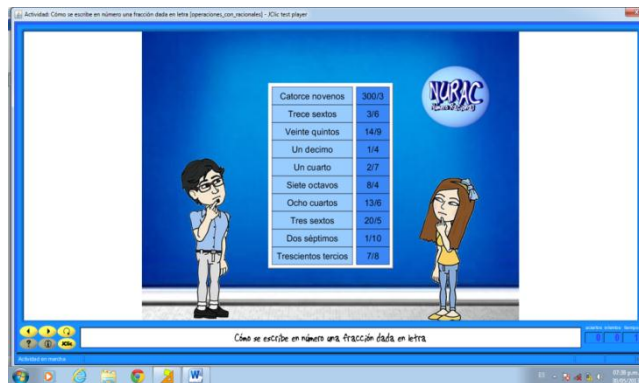 Actividad: Cómo se escribe en número una fracción dada en letra [operaciones_con_racionales] - JClic test player
NURAC
Catorce novenos 300/3
Trece sextos 3/6
Veinte quintos 14/9
Un decimo 1/4
Un cuarto 2/7
Siete octavos 8/4
Ocho cuartos 13/6
Tres sextos 20/5
Dos séptimos 1/10
Trescientos tercios 7/8
Cómo se escribe en número una fracción dada en letra
JClic
Actividad en marcha